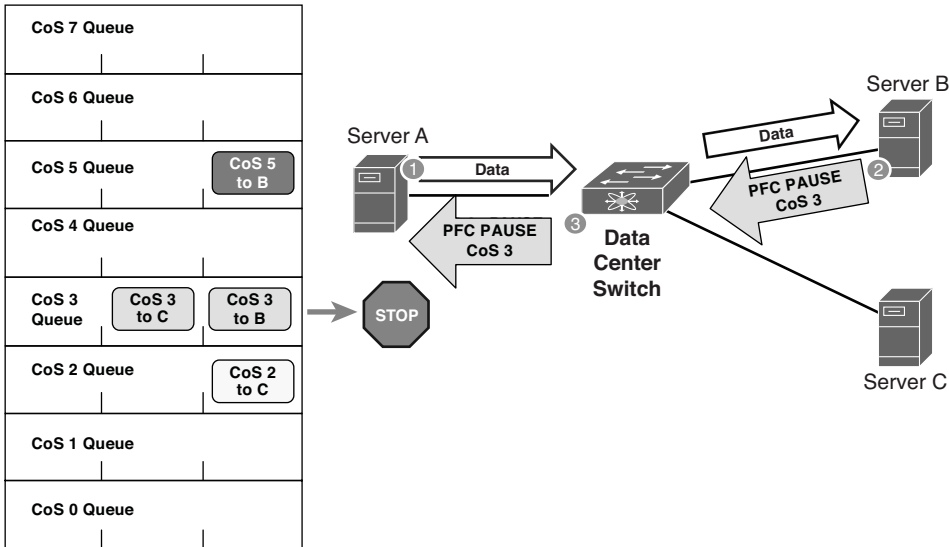 CoS 7 Queue
CoS 6 Queue
CoS 5 Queue
CoS 5
to B
CoS 4 Queue
CoS 3
Queue
CoS 3
to C
CoS 3
to B
CoS 2 Queue
CoS 2
to C
CoS 1 Queue
CoS 0 Queue
STOP
Server A
1
Data
PFC PAUSE
CoS 3
3
Data
Center
Switch
Data
Server B
2
PFC PAUSE
CoS 3
Server C